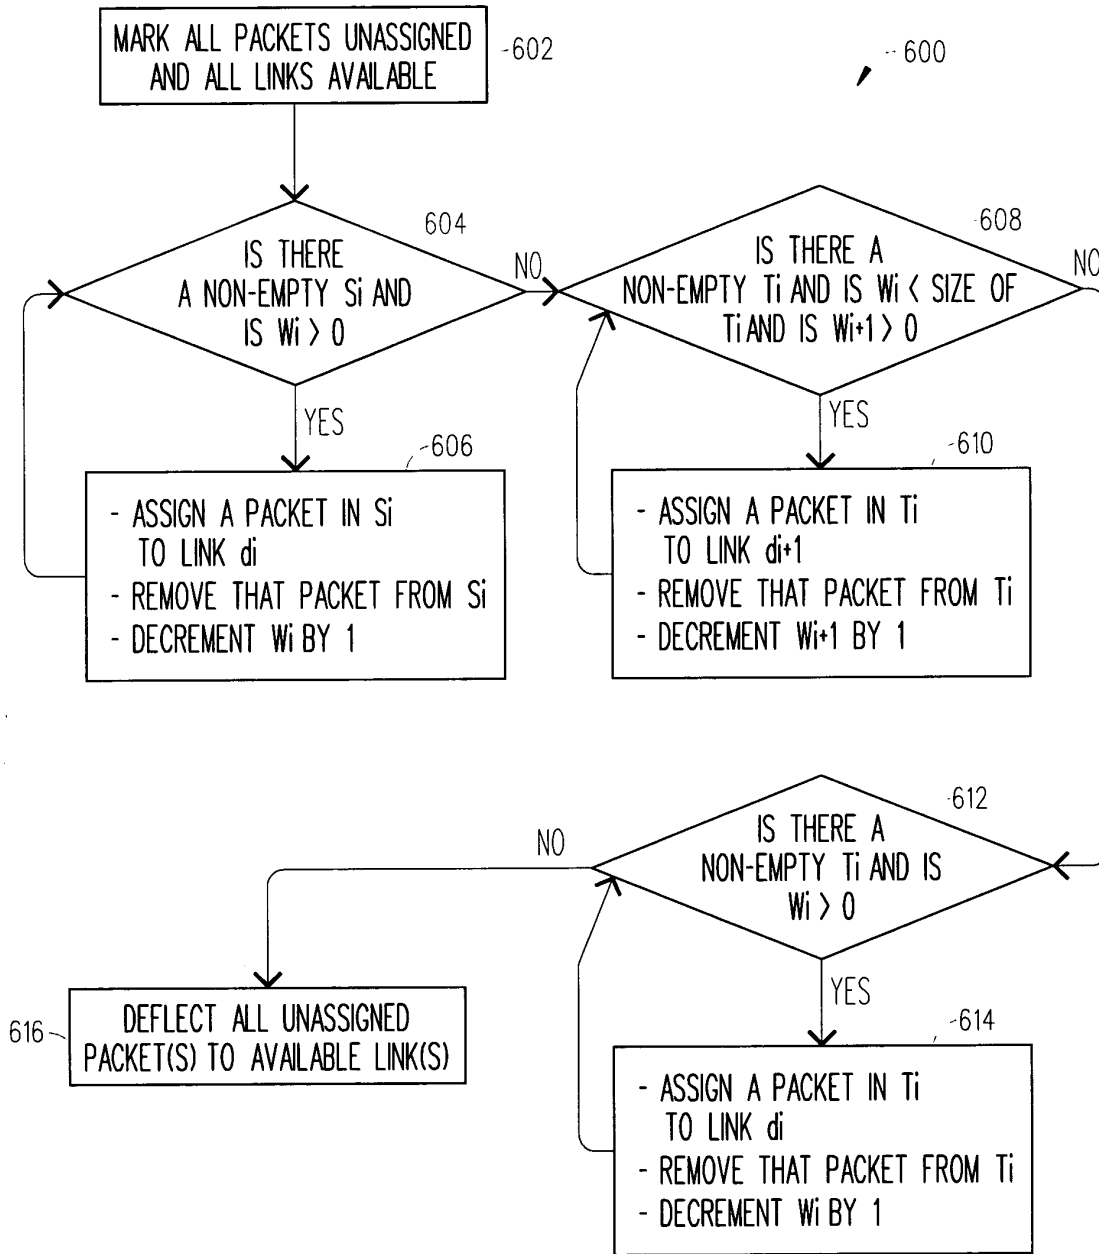 MARK ALL PACKETS UNASSIGNED
AND ALL LINKS AVAILABLE
602
600
604
IS THERE
A NON-EMPTY Si AND
IS Wi > 0
NO
YES
606
- ASSIGN A PACKET IN Si
TO LINK di
- REMOVE THAT PACKET FROM Si
- DECREMENT Wi BY 1
608
IS THERE A
NON-EMPTY Ti AND IS Wi < SIZE OF
Ti AND IS Wi+1 > 0
NO
YES
610
- ASSIGN A PACKET IN Ti
TO LINK di+1
- REMOVE THAT PACKET FROM Ti
- DECREMENT Wi+1 BY 1
612
IS THERE A
NON-EMPTY Ti AND IS
Wi > 0
NO
YES
614
- ASSIGN A PACKET IN Ti
TO LINK di
- REMOVE THAT PACKET FROM Ti
- DECREMENT Wi BY 1
616
DEFLECT ALL UNASSIGNED
PACKET(S) TO AVAILABLE LINK(S)